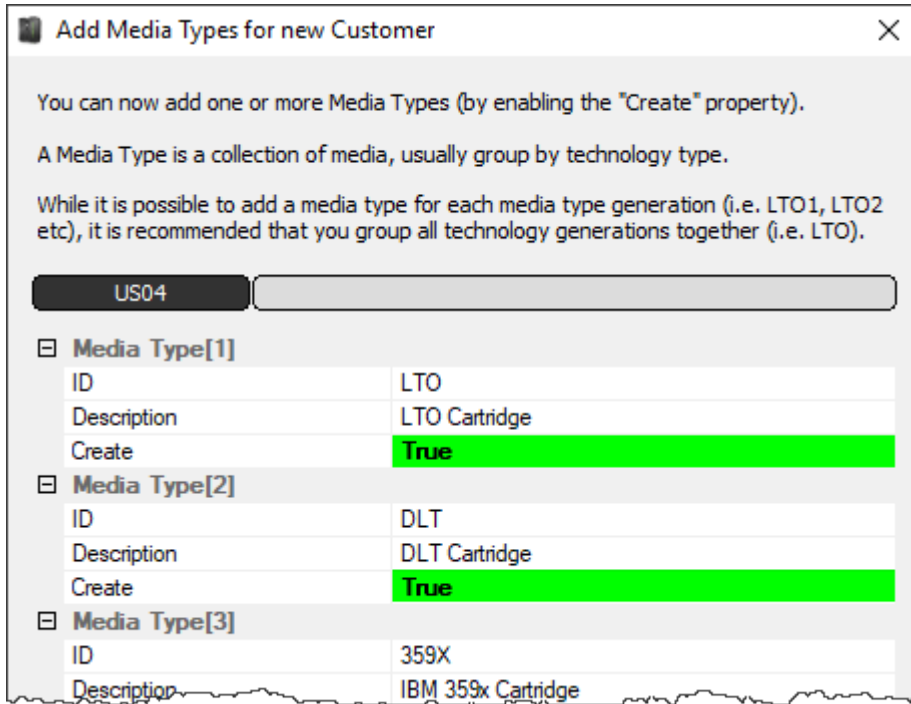 Add Media Types for new Customer
You can now add one or more Media Types (by enabling the "Create" property).
A Media Type is a collection of media, usually group by technology type.
While it is possible to add a media type for each media type generation (i.e. LTO1, LTO2
etc), it is recommended that you group all technology generations together (i.e. LTO).
US04
Media Type[1]
ID LTO
Description LTO Cartridge
Create True
Media Type[2]
ID DLT
Description DLT Cartridge
Create True
Media Type[3]
ID 359X
Description IBM 359x Cartridge